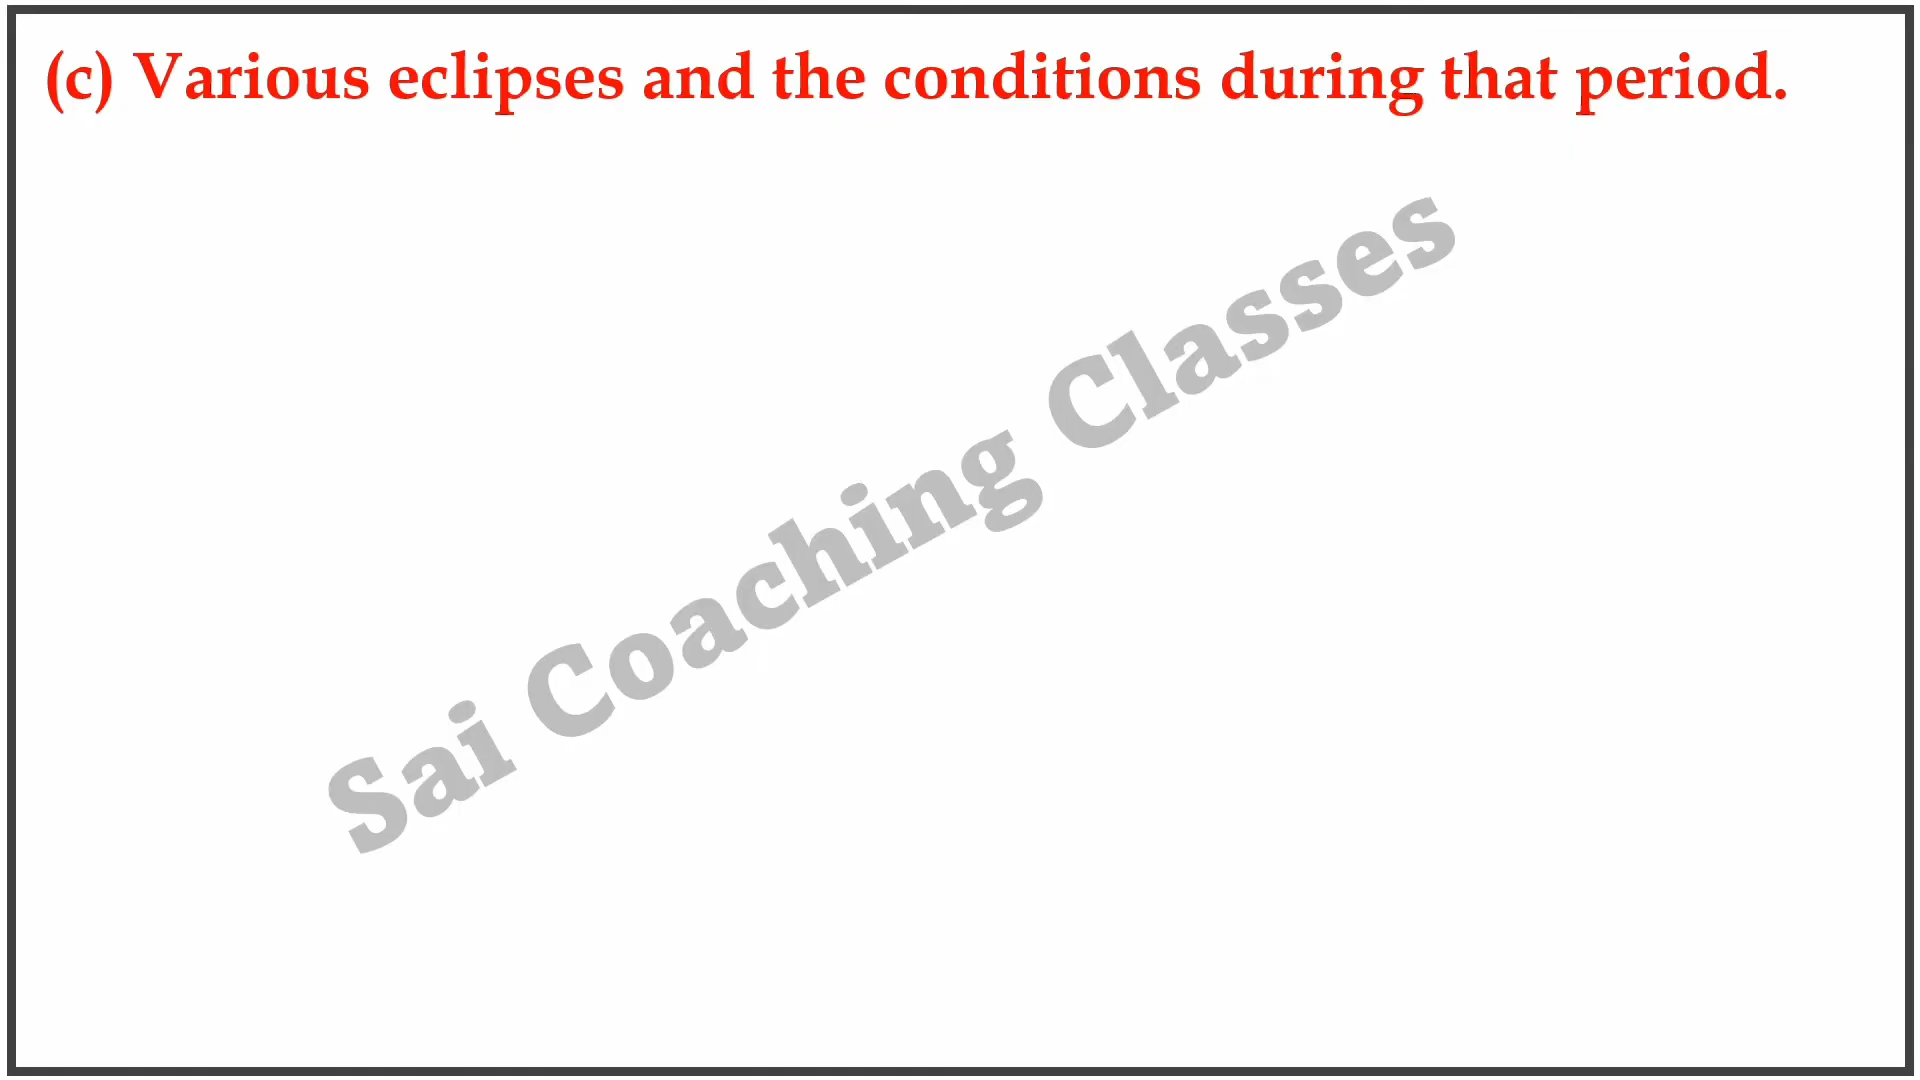 (c) Various eclipses and the conditions during that period.
Sai Coaching Classes